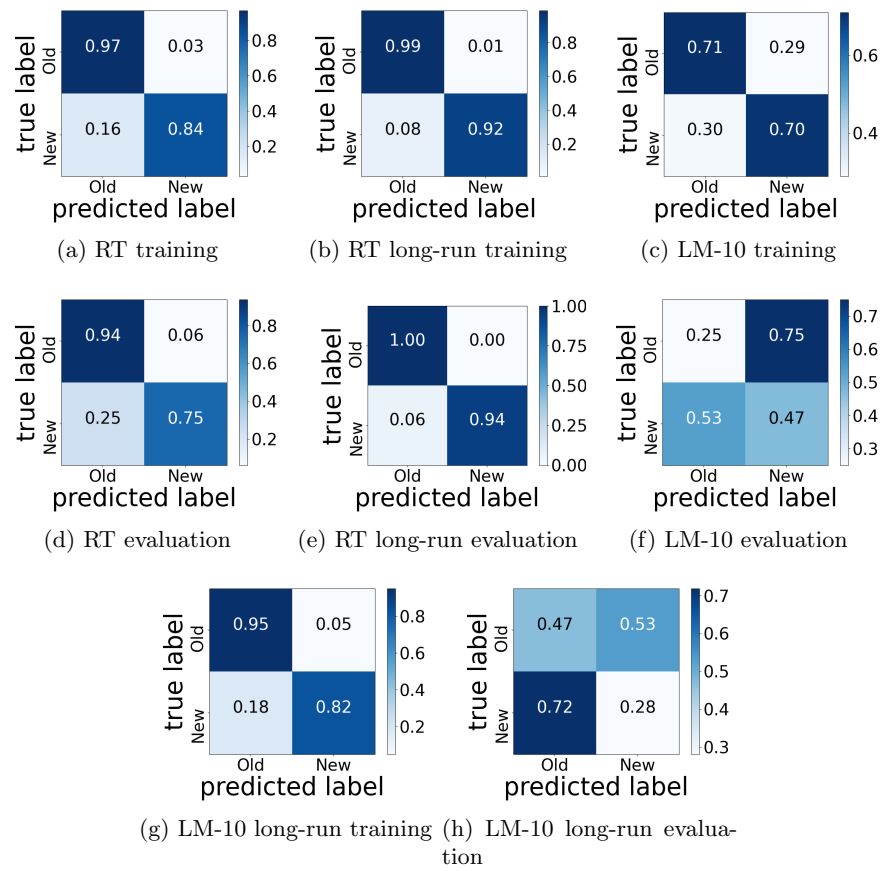 0.97 0.03
0.16 0.84
true label
Old
New
Old New
predicted label
0.8
0.6
0.4
0.2
(a) RT training
0.99 0.01
0.08 0.92
true label
Old
New
Old New
predicted label
0.8
0.6
0.4
0.2
(b) RT long-run training
0.71 0.29
0.30 0.70
true label
Old
New
Old New
predicted label
0.6
0.4
(c) LM-10 training
0.94 0.06
0.25 0.75
true label
Old
New
Old New
predicted label
0.8
0.6
0.4
0.2
(d) RT evaluation
1.00 0.00
0.06 0.94
true label
Old
New
Old New
predicted label
1.00
0.75
0.50
0.25
0.00
(e) RT long-run evaluation
0.25 0.75
0.53 0.47
true label
Old
New
Old New
predicted label
0.7
0.6
0.5
0.4
0.3
(f) LM-10 evaluation
0.95 0.05
0.18 0.82
true label
Old
New
Old New
predicted label
0.8
0.6
0.4
0.2
(g) LM-10 long-run training
0.47 0.53
0.72 0.28
true label
Old
New
Old New
predicted label
0.7
0.6
0.5
0.4
0.3
(h) LM-10 long-run evalua-
tion